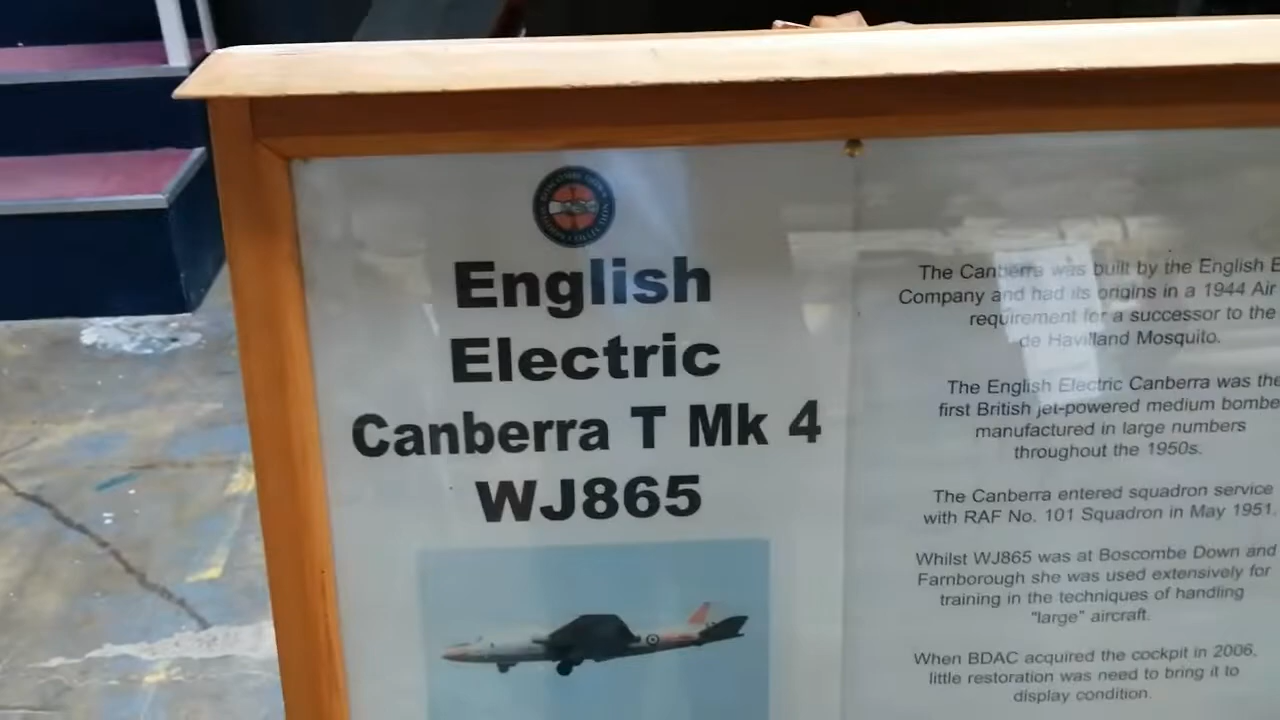 BOSCOMBE DOWN
AVIATION COLLECTION
English
Electric
Canberra T Mk 4
WJ865
The Canberra was built by the English E
Company and had its origins in a 1944 Air
requirement for a successor to the
de Havilland Mosquito.
The English Electric Canberra was the
first British jet-powered medium bombe
manufactured in large numbers
throughout the 1950s.
The Canberra entered squadron service
with RAF No. 101 Squadron in May 1951.
Whilst WJ865 was at Boscombe Down and
Farnborough she was used extensively for
training in the techniques of handling
"large" aircraft.
When BDAC acquired the cockpit in 2006,
little restoration was need to bring it to
display condition.